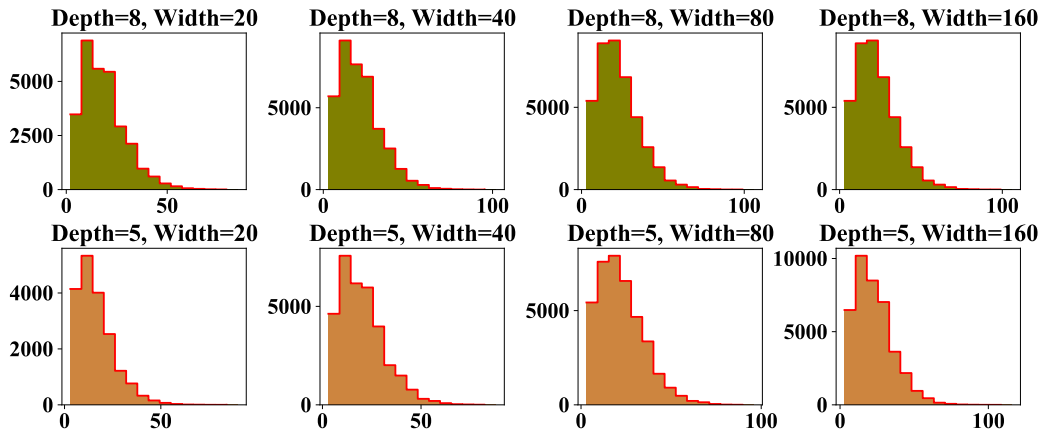 Depth=8, Width=20 Depth=8, Width=40 Depth=8, Width=80 Depth=8, Width=160
5000 5000 5000 5000
2500
0 0 0 0
0 50 0 100 0 100 0 100
Depth=5, Width=20 Depth=5, Width=40 Depth=5, Width=80 Depth=5, Width=160
10000
4000 5000 5000 5000
2000
0 0 0 0
0 50 0 50 0 100 0 100